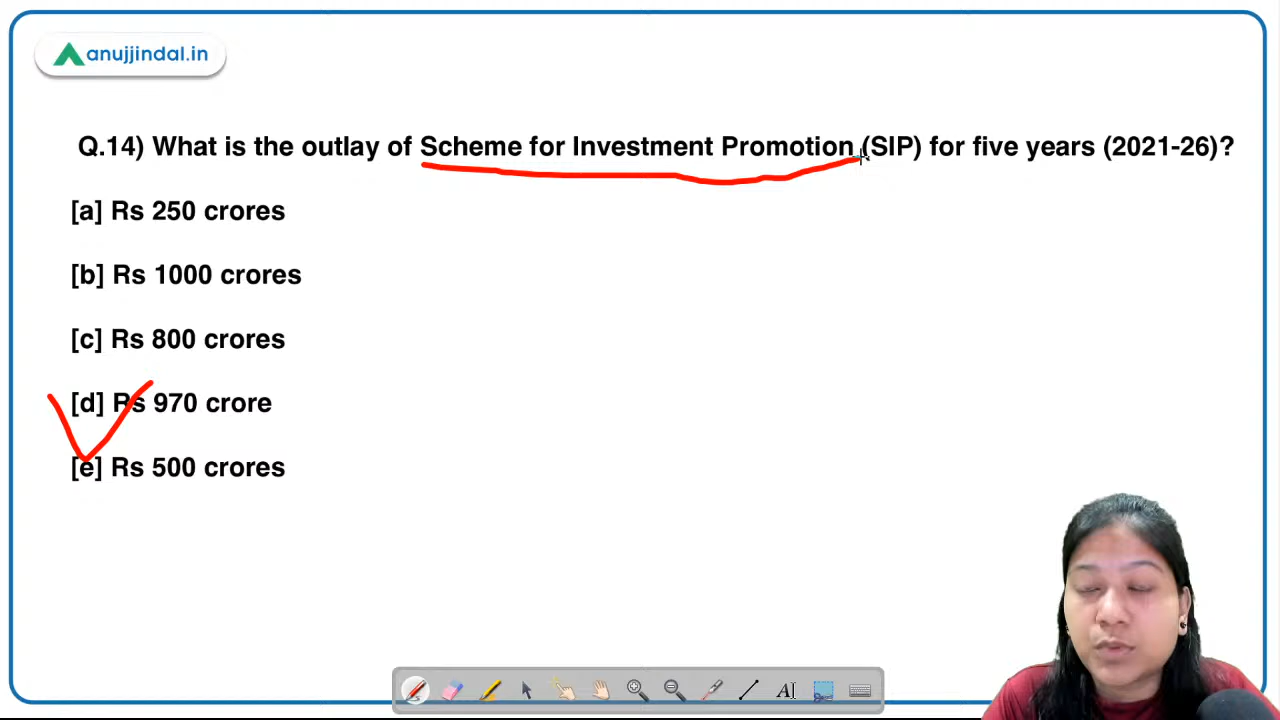 anujjindal.in
Q.14) What is the outlay of Scheme for Investment Promotion (SIP) for five years (2021-26)?
[a] Rs 250 crores
[b] Rs 1000 crores
[c] Rs 800 crores
[d] Rs 970 crore
[e] Rs 500 crores
A